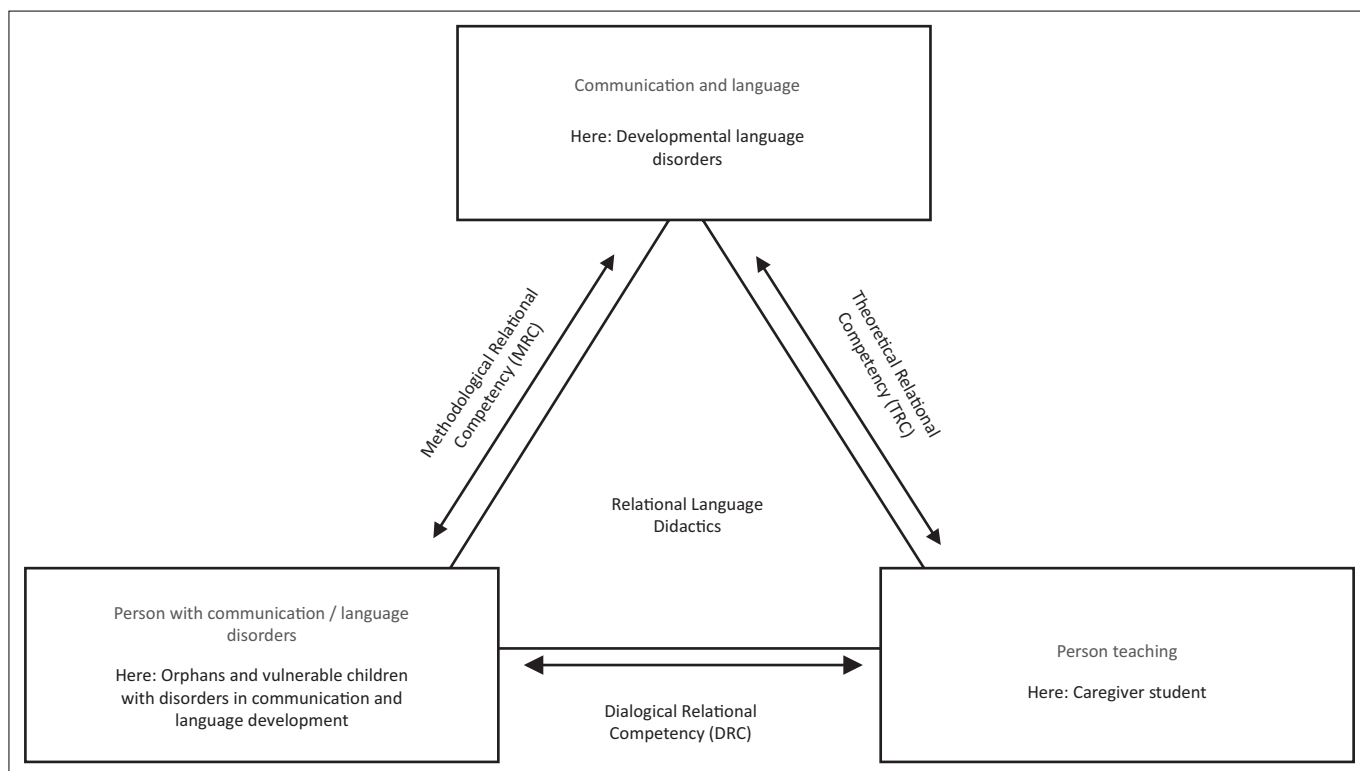 Communication and language
Here: Developmental language
disorders
Methodological Relational
Competency (MRC)
Theoretical Relational
Competency (TRC)
Relational Language
Didactics
Person with communication / language
disorders
Here: Orphans and vulnerable children
with disorders in communication and
language development
Person teaching
Here: Caregiver student
Dialogical Relational
Competency (DRC)